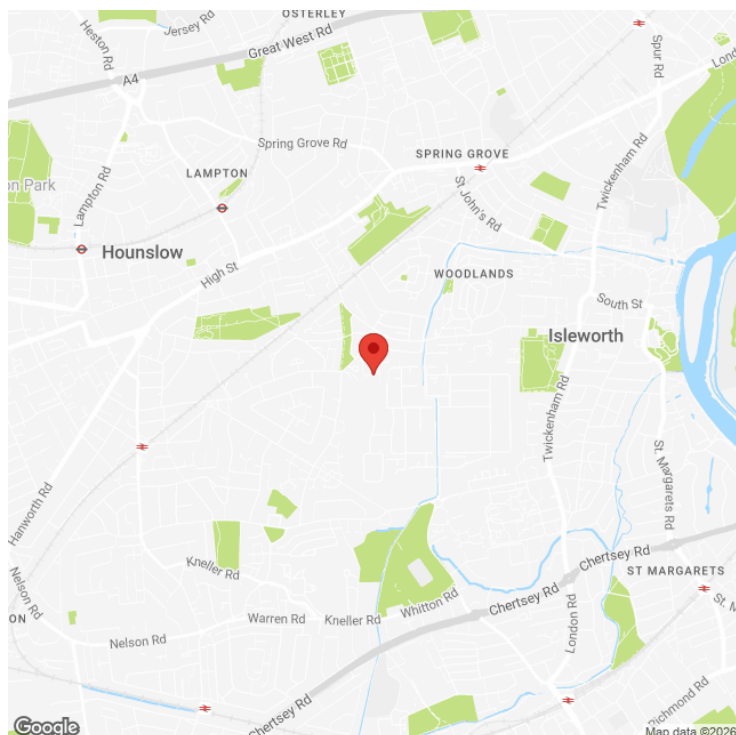 OSTERLEY
Jersey Rd
Heston Rd
Great West Rd
A4
Spur Rd
Lond
Spring Grove Rd
SPRING GROVE
LAMPTON
Lampton Rd
on Park
St John's Rd
Twickenham Rd
Hounslow
High St
WOODLANDS
South St
Isleworth
Twickenham Rd
St. Margarets Rd
Hanworth Rd
Nelson Rd
Kneller Rd
Chertsey Rd
ST MARGARETS
St. M
Chertsey Rd
Whitton Rd
ON
Warren Rd
Kneller Rd
Nelson Rd
London Rd
Chertsey Rd
Richmond Rd
Google
Map data ©2026